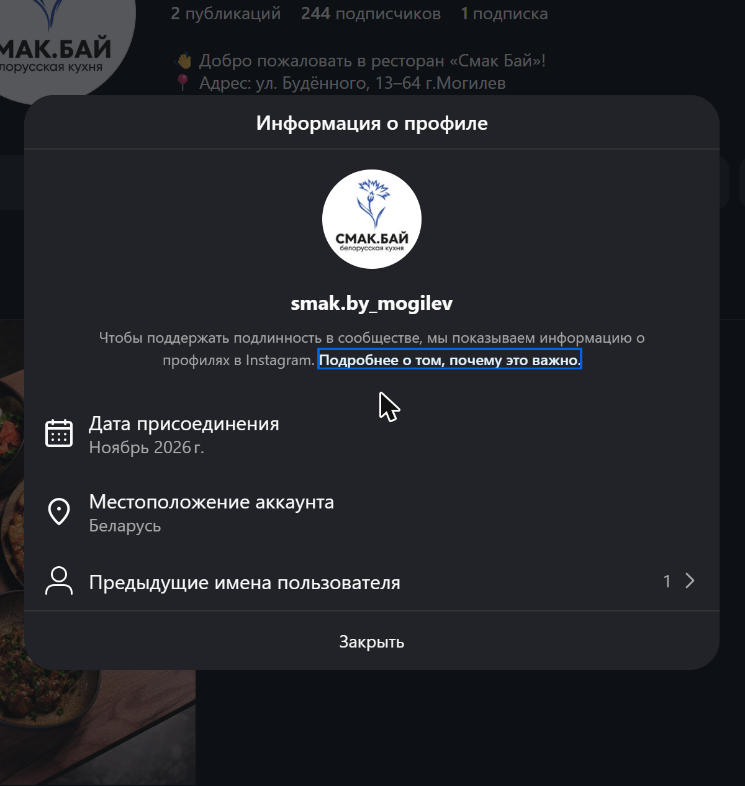 2 публикаций 244 подписчиков 1 подписка
МАК.БАЙ
лорусская кухня
👋 Добро пожаловать в ресторан «Смак Бай»!
📍 Адрес: ул. Будённого, 13–64 г.Могилев
Информация о профиле
СМАК.БАЙ
белорусская кухня
smak.by_mogilev
Чтобы поддержать подлинность в сообществе, мы показываем информацию о
профилях в Instagram. Подробнее о том, почему это важно.
Дата присоединения
Ноябрь 2026 г.
Местоположение аккаунта
Беларусь
Предыдущие имена пользователя 1
Закрыть